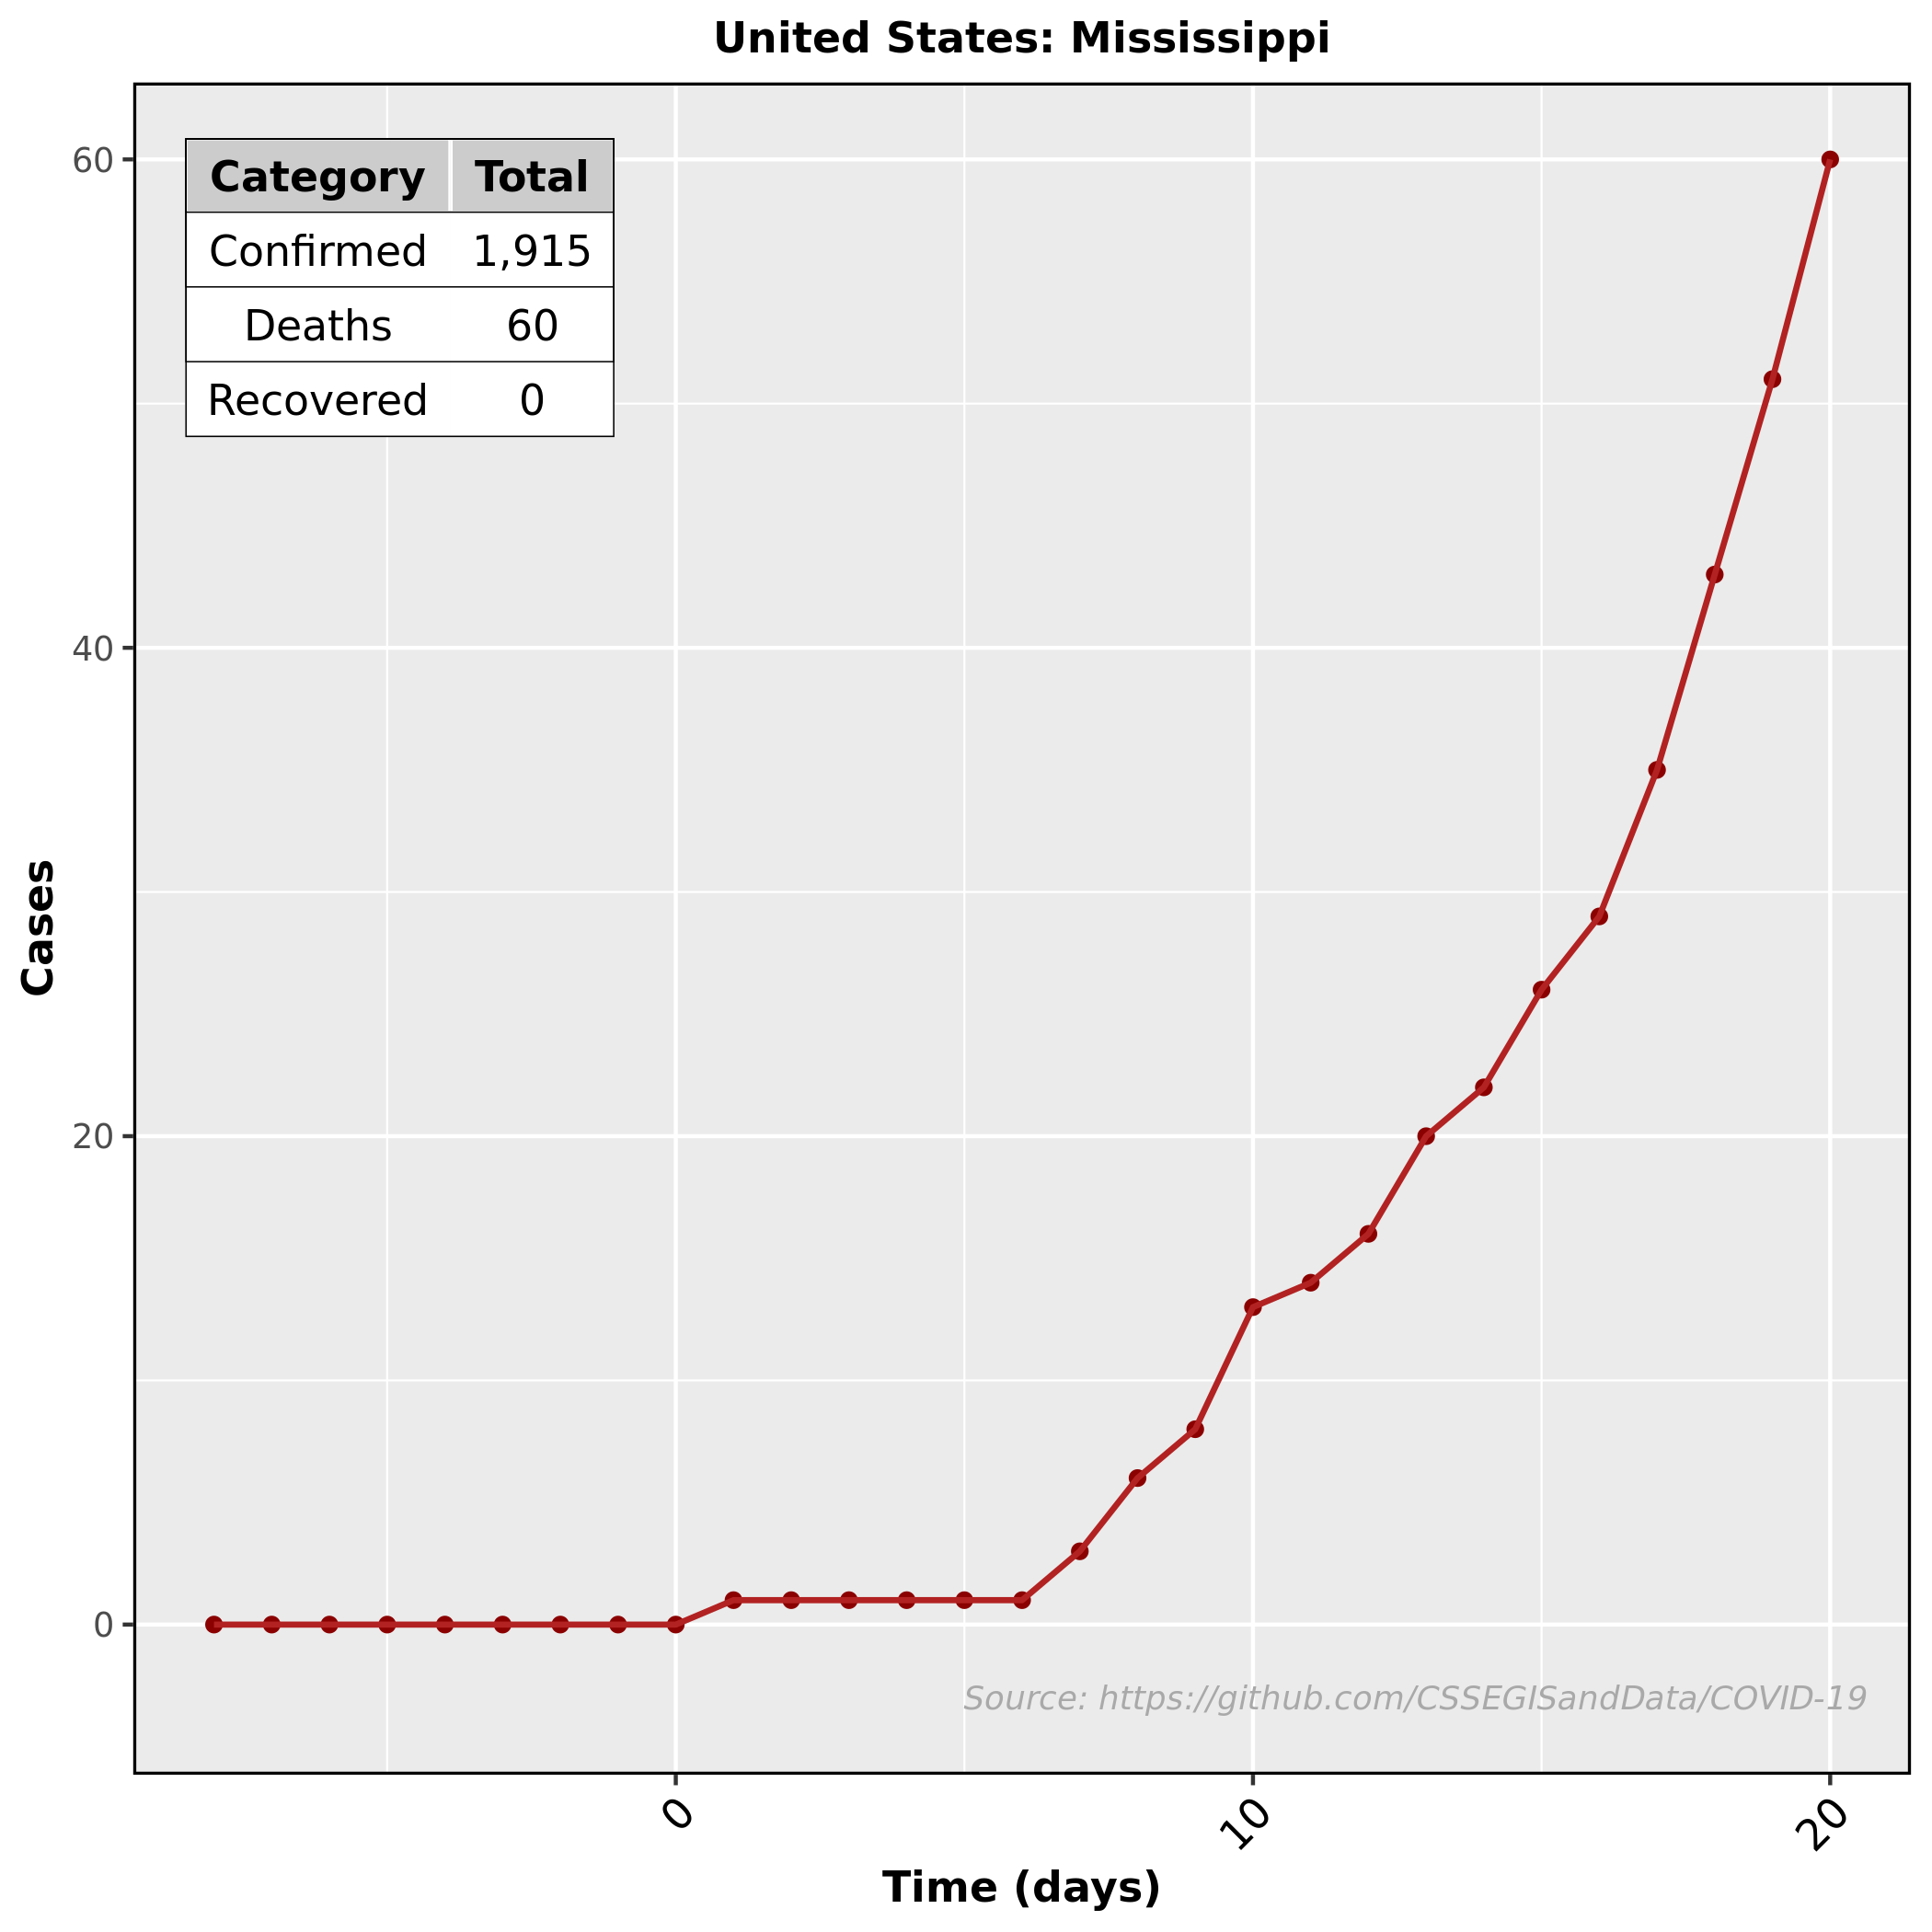 United States: Mississippi
Category Total
Confirmed 1,915
Deaths 60
Recovered 0
60
40
20
0
Cases
Source: https://github.com/CSSEGISandData/COVID-19
0 10 20
Time (days)